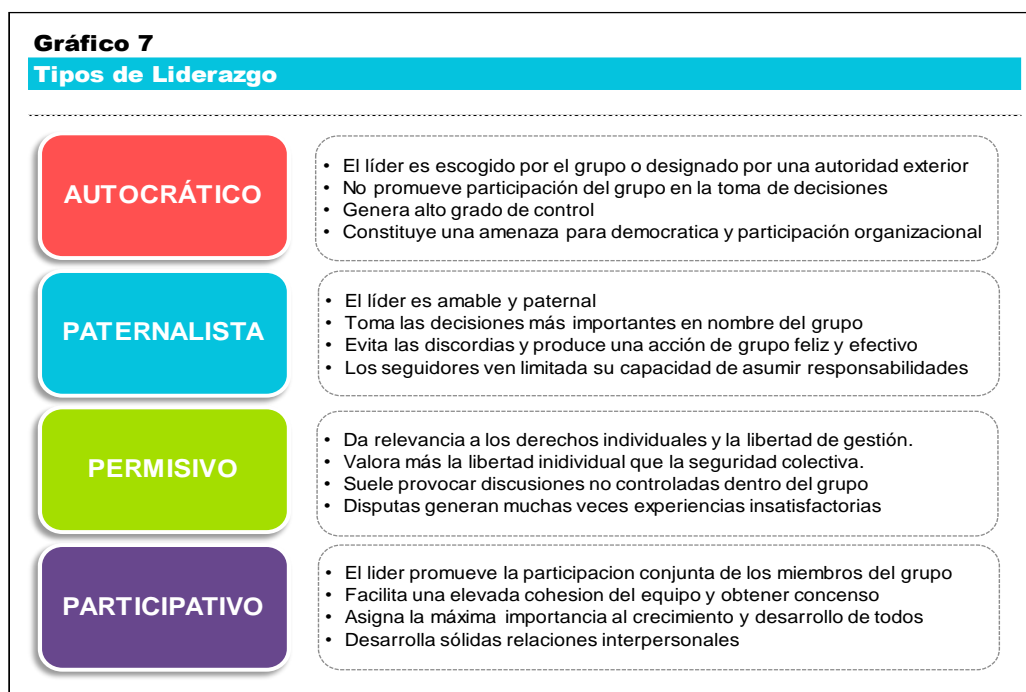 Gráfico 7
Tipos de Liderazgo
AUTOCRÁTICO
• El líder es escogido por el grupo o designado por una autoridad exterior
• No promueve participación del grupo en la toma de decisiones
• Genera alto grado de control
• Constituye una amenaza para democratica y participación organizacional
PATERNALISTA
• El líder es amable y paternal
• Toma las decisiones más importantes en nombre del grupo
• Evita las discordias y produce una acción de grupo feliz y efectivo
• Los seguidores ven limitada su capacidad de asumir responsabilidades
PERMISIVO
• Da relevancia a los derechos individuales y la libertad de gestión.
• Valora más la libertad inidividual que la seguridad colectiva.
• Suele provocar discusiones no controladas dentro del grupo
• Disputas generan muchas veces experiencias insatisfactorias
PARTICIPATIVO
• El lider promueve la participacion conjunta de los miembros del grupo
• Facilita una elevada cohesion del equipo y obtener concenso
• Asigna la máxima importancia al crecimiento y desarrollo de todos
• Desarrolla sólidas relaciones interpersonales